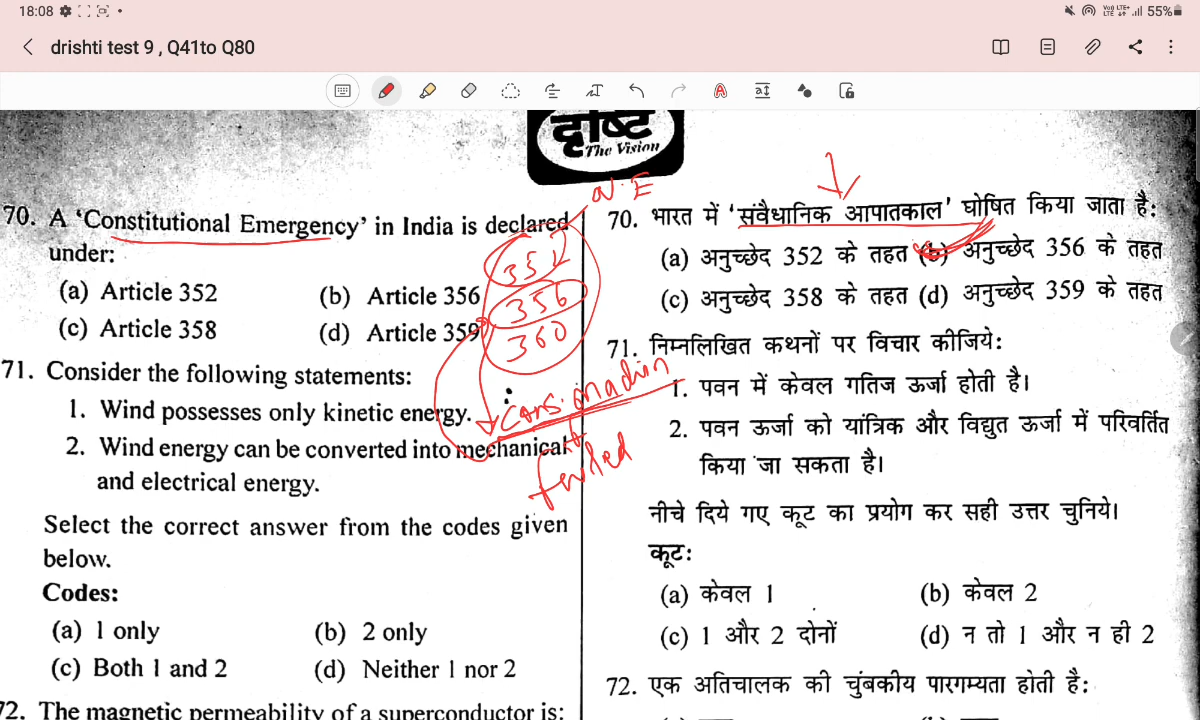 18:08
Vo) LTE+ LTE 55%
drishti test 9 , Q41to Q80
दृष्टि
The Vision
70. A ‘Constitutional Emergency’ in India is declared
under:
(a) Article 352 (b) Article 356
(c) Article 358 (d) Article 359
N.E
352
356
360
failed
71. Consider the following statements:
1. Wind possesses only kinetic energy.
2. Wind energy can be converted into mechanical
and electrical energy.
Select the correct answer from the codes given
below.
Codes:
(a) 1 only (b) 2 only
(c) Both 1 and 2 (d) Neither 1 nor 2
72. The magnetic permeability of a superconductor is:
70. भारत में ‘संवैधानिक आपातकाल’ घोषित किया जाता है:
(a) अनुच्छेद 352 के तहत (b) अनुच्छेद 356 के तहत
(c) अनुच्छेद 358 के तहत (d) अनुच्छेद 359 के तहत
71. निम्नलिखित कथनों पर विचार कीजिये:
1. पवन में केवल गतिज ऊर्जा होती है।
2. पवन ऊर्जा को यांत्रिक और विद्युत ऊर्जा में परिवर्तित
किया जा सकता है।
नीचे दिये गए कूट का प्रयोग कर सही उत्तर चुनिये।
कूट:
(a) केवल 1 (b) केवल 2
(c) 1 और 2 दोनों (d) न तो 1 और न ही 2
72. एक अतिचालक की चुंबकीय पारगम्यता होती है: